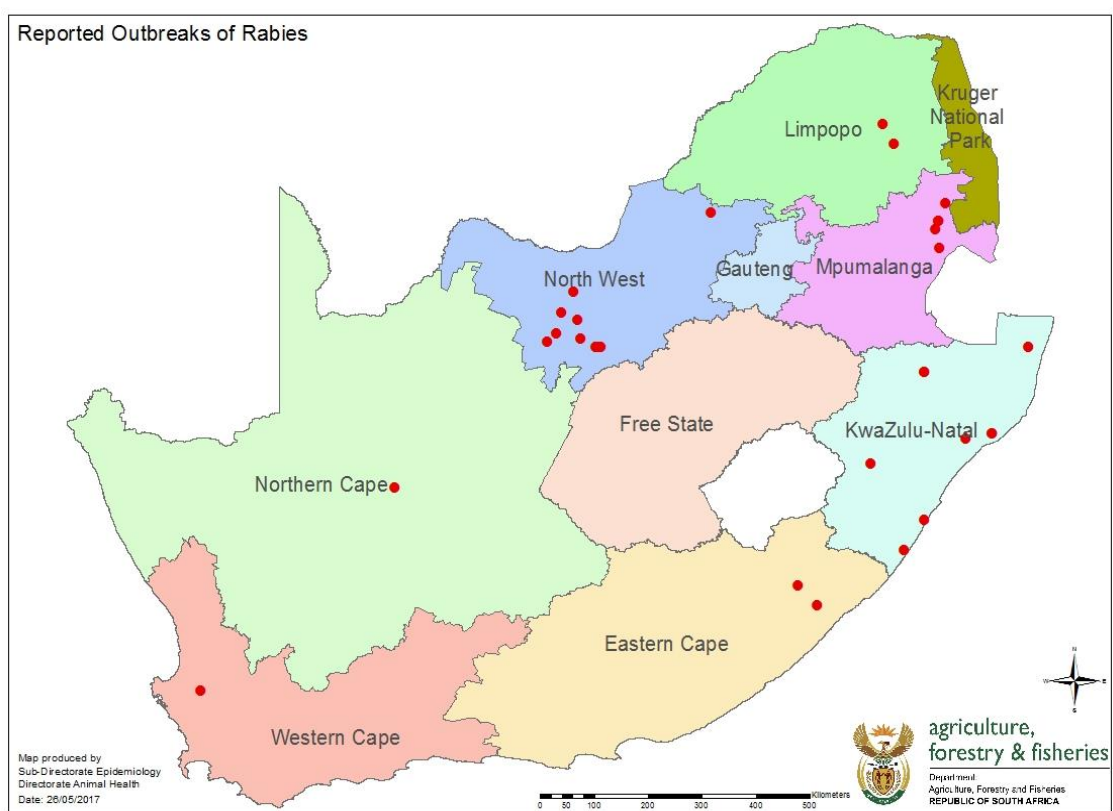 Reported Outbreaks of Rabies
Kruger
National
Park
Limpopo
North West
Gauteng
Mpumalanga
Free State
KwaZulu-Natal
Northern Cape
Eastern Cape
Western Cape
N
W
E
S
Map produced by
Sub-Directorate Epidemiology
Directorate Animal Health
Date: 26/05/2017
Kilometers
0 50 100 200 300 400 500
agriculture,
forestry & fisheries
Department:
Agriculture, Forestry and Fisheries
REPUBLIC OF SOUTH AFRICA